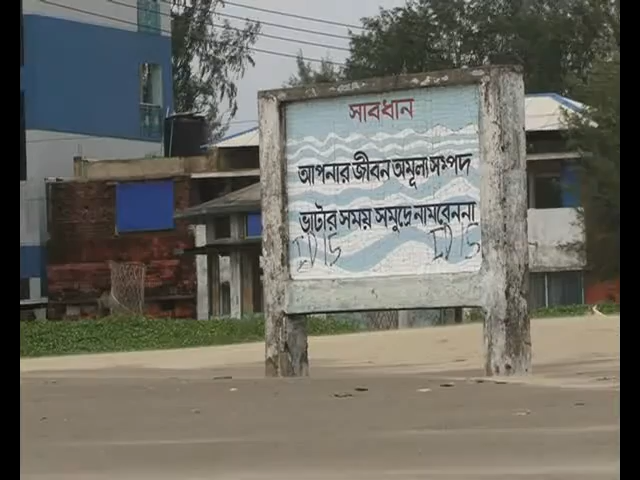 সাবধান
আপনার জীবন অমূল্য সম্পদ
ভাটার সময় সমুদ্রে নামবেননা